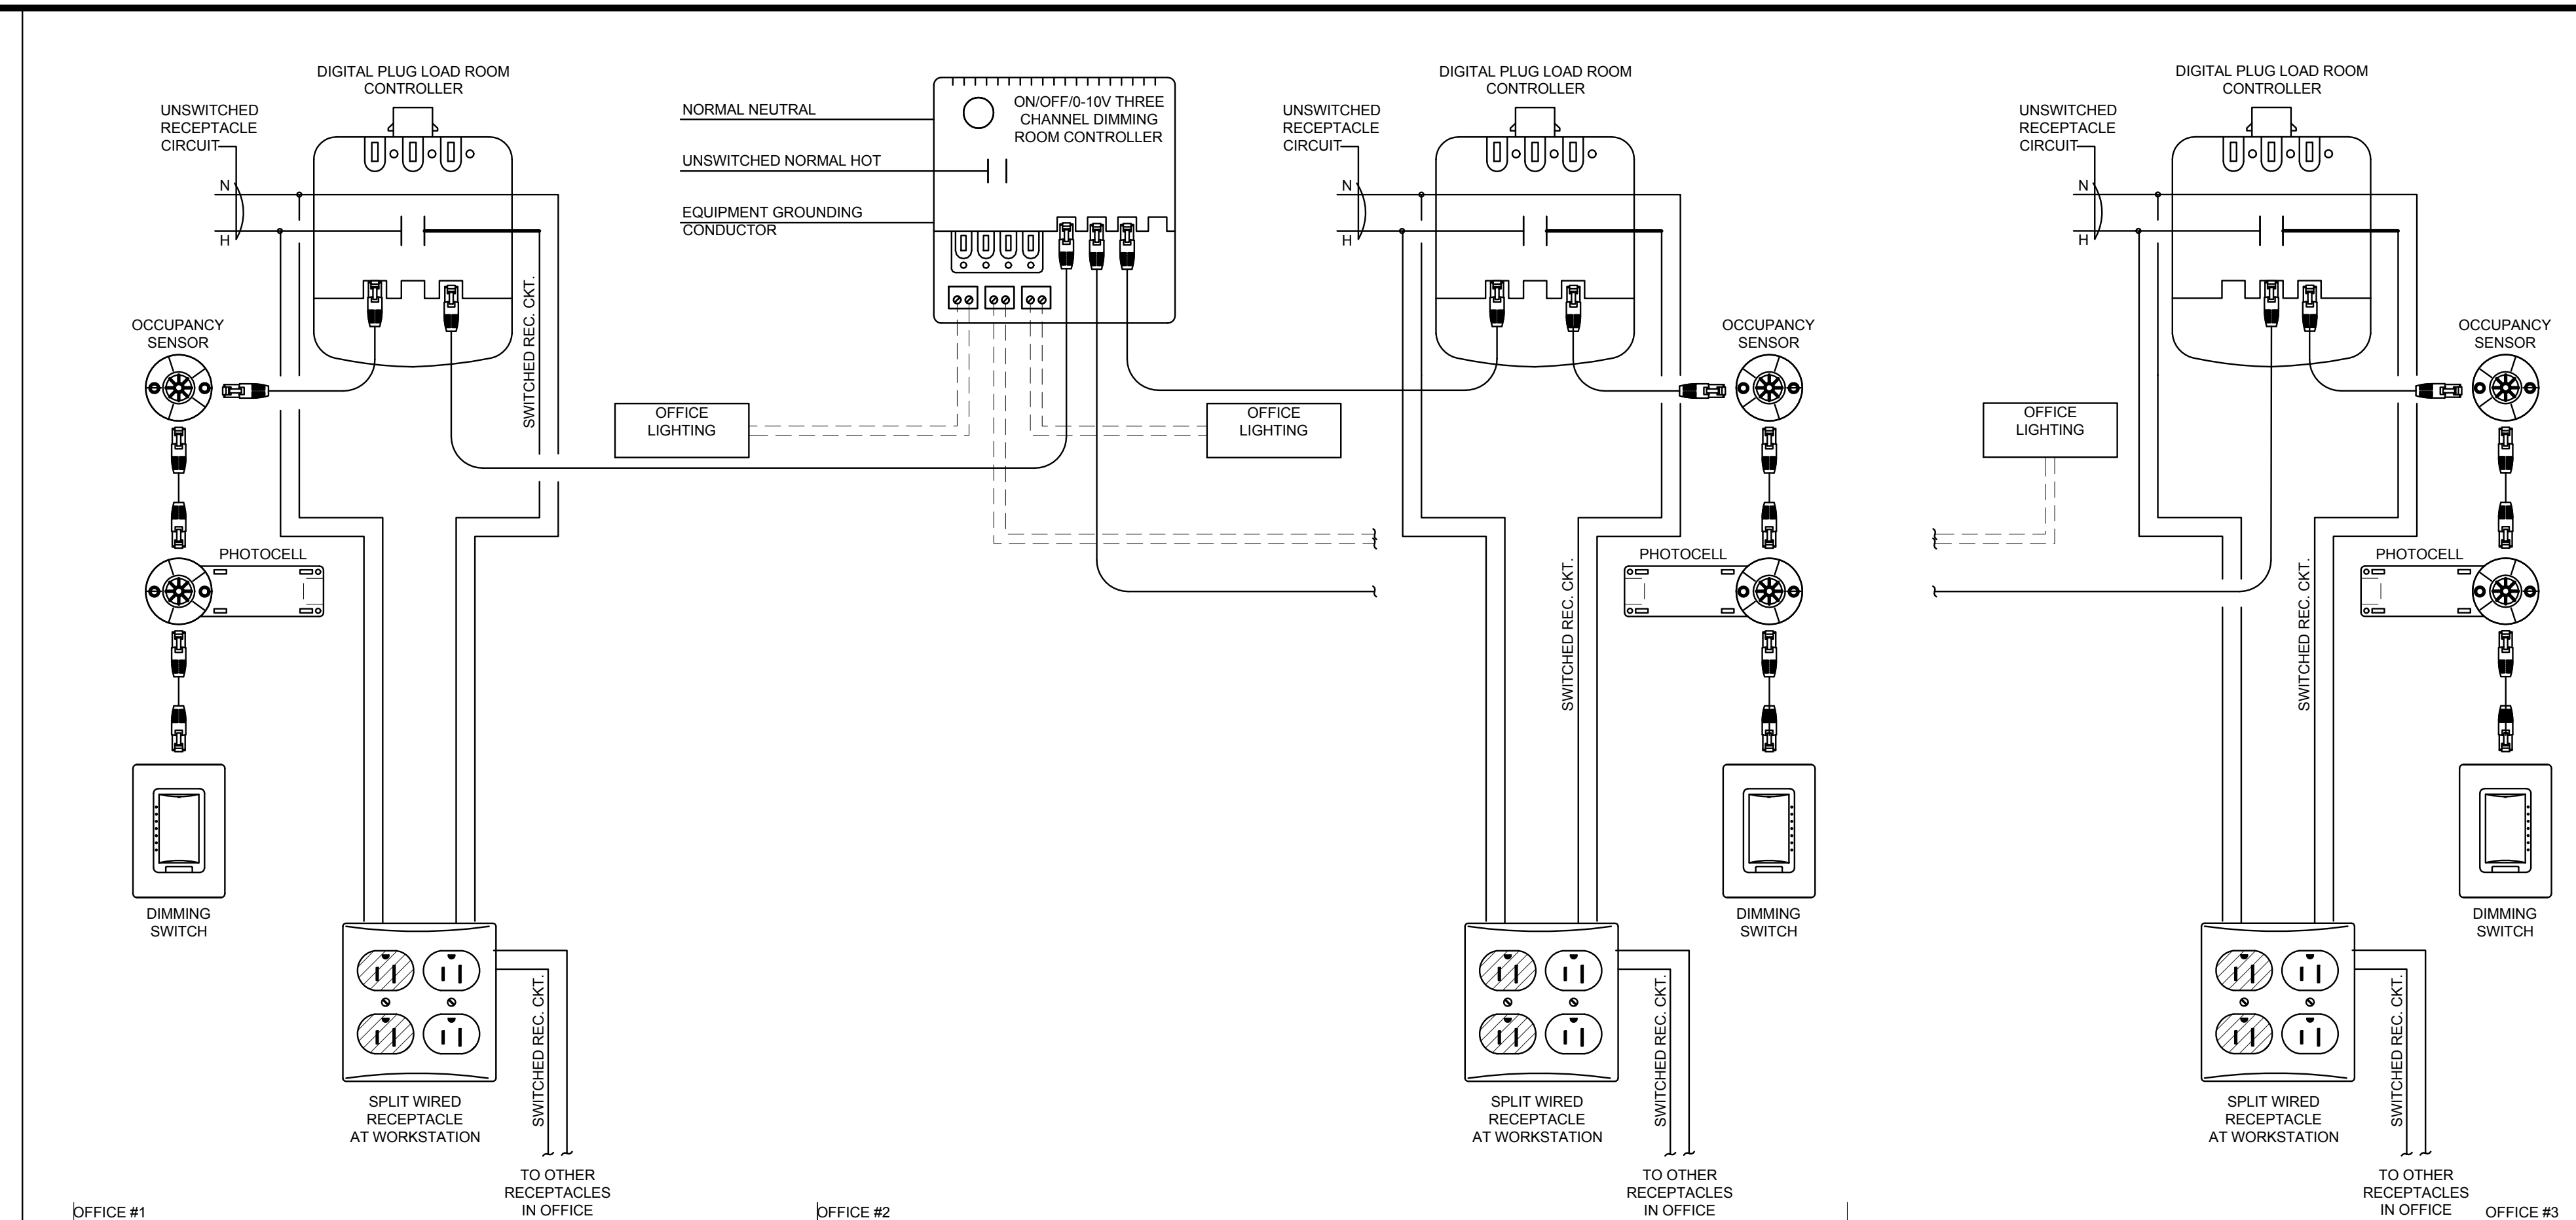 DIGITAL PLUG LOAD ROOM
CONTROLLER
UNSWITCHED
RECEPTACLE
CIRCUIT
N
H
SWITCHED REC. CKT.
OCCUPANCY
SENSOR
PHOTOCELL
DIMMING
SWITCH
SPLIT WIRED
RECEPTACLE
AT WORKSTATION
SWITCHED REC. CKT.
TO OTHER
RECEPTACLES
IN OFFICE
OFFICE #1
NORMAL NEUTRAL
UNSWITCHED NORMAL HOT
EQUIPMENT GROUNDING
CONDUCTOR
ON/OFF/0-10V THREE
CHANNEL DIMMING
ROOM CONTROLLER
OFFICE
LIGHTING
OFFICE
LIGHTING
DIGITAL PLUG LOAD ROOM
CONTROLLER
UNSWITCHED
RECEPTACLE
CIRCUIT
N
H
OCCUPANCY
SENSOR
PHOTOCELL
SWITCHED REC. CKT.
DIMMING
SWITCH
SPLIT WIRED
RECEPTACLE
AT WORKSTATION
SWITCHED REC. CKT.
TO OTHER
RECEPTACLES
IN OFFICE
OFFICE #2
DIGITAL PLUG LOAD ROOM
CONTROLLER
UNSWITCHED
RECEPTACLE
CIRCUIT
N
H
OCCUPANCY
SENSOR
OFFICE
LIGHTING
PHOTOCELL
SWITCHED REC. CKT.
DIMMING
SWITCH
SPLIT WIRED
RECEPTACLE
AT WORKSTATION
SWITCHED REC. CKT.
TO OTHER
RECEPTACLES
IN OFFICE
OFFICE #3